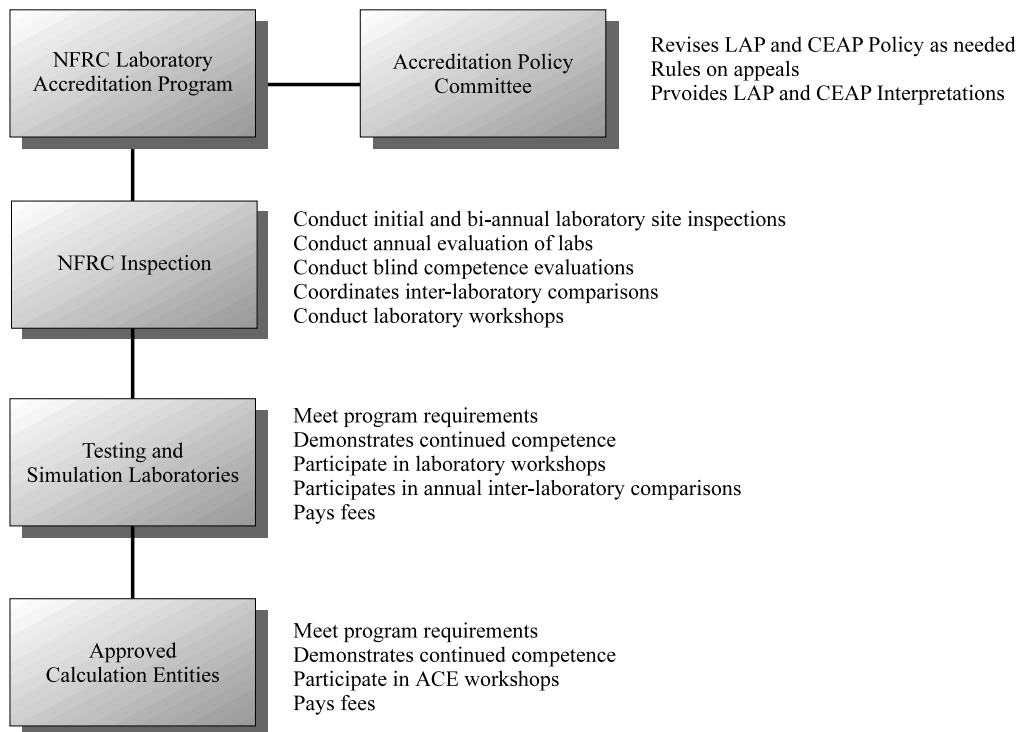 NFRC Laboratory
Accreditation Program
Accreditation Policy
Committee
Revises LAP and CEAP Policy as needed
Rules on appeals
Prvoides LAP and CEAP Interpretations
NFRC Inspection
Conduct initial and bi-annual laboratory site inspections
Conduct annual evaluation of labs
Conduct blind competence evaluations
Coordinates inter-laboratory comparisons
Conduct laboratory workshops
Testing and
Simulation Laboratories
Meet program requirements
Demonstrates continued competence
Participate in laboratory workshops
Participates in annual inter-laboratory comparisons
Pays fees
Approved
Calculation Entities
Meet program requirements
Demonstrates continued competence
Participate in ACE workshops
Pays fees